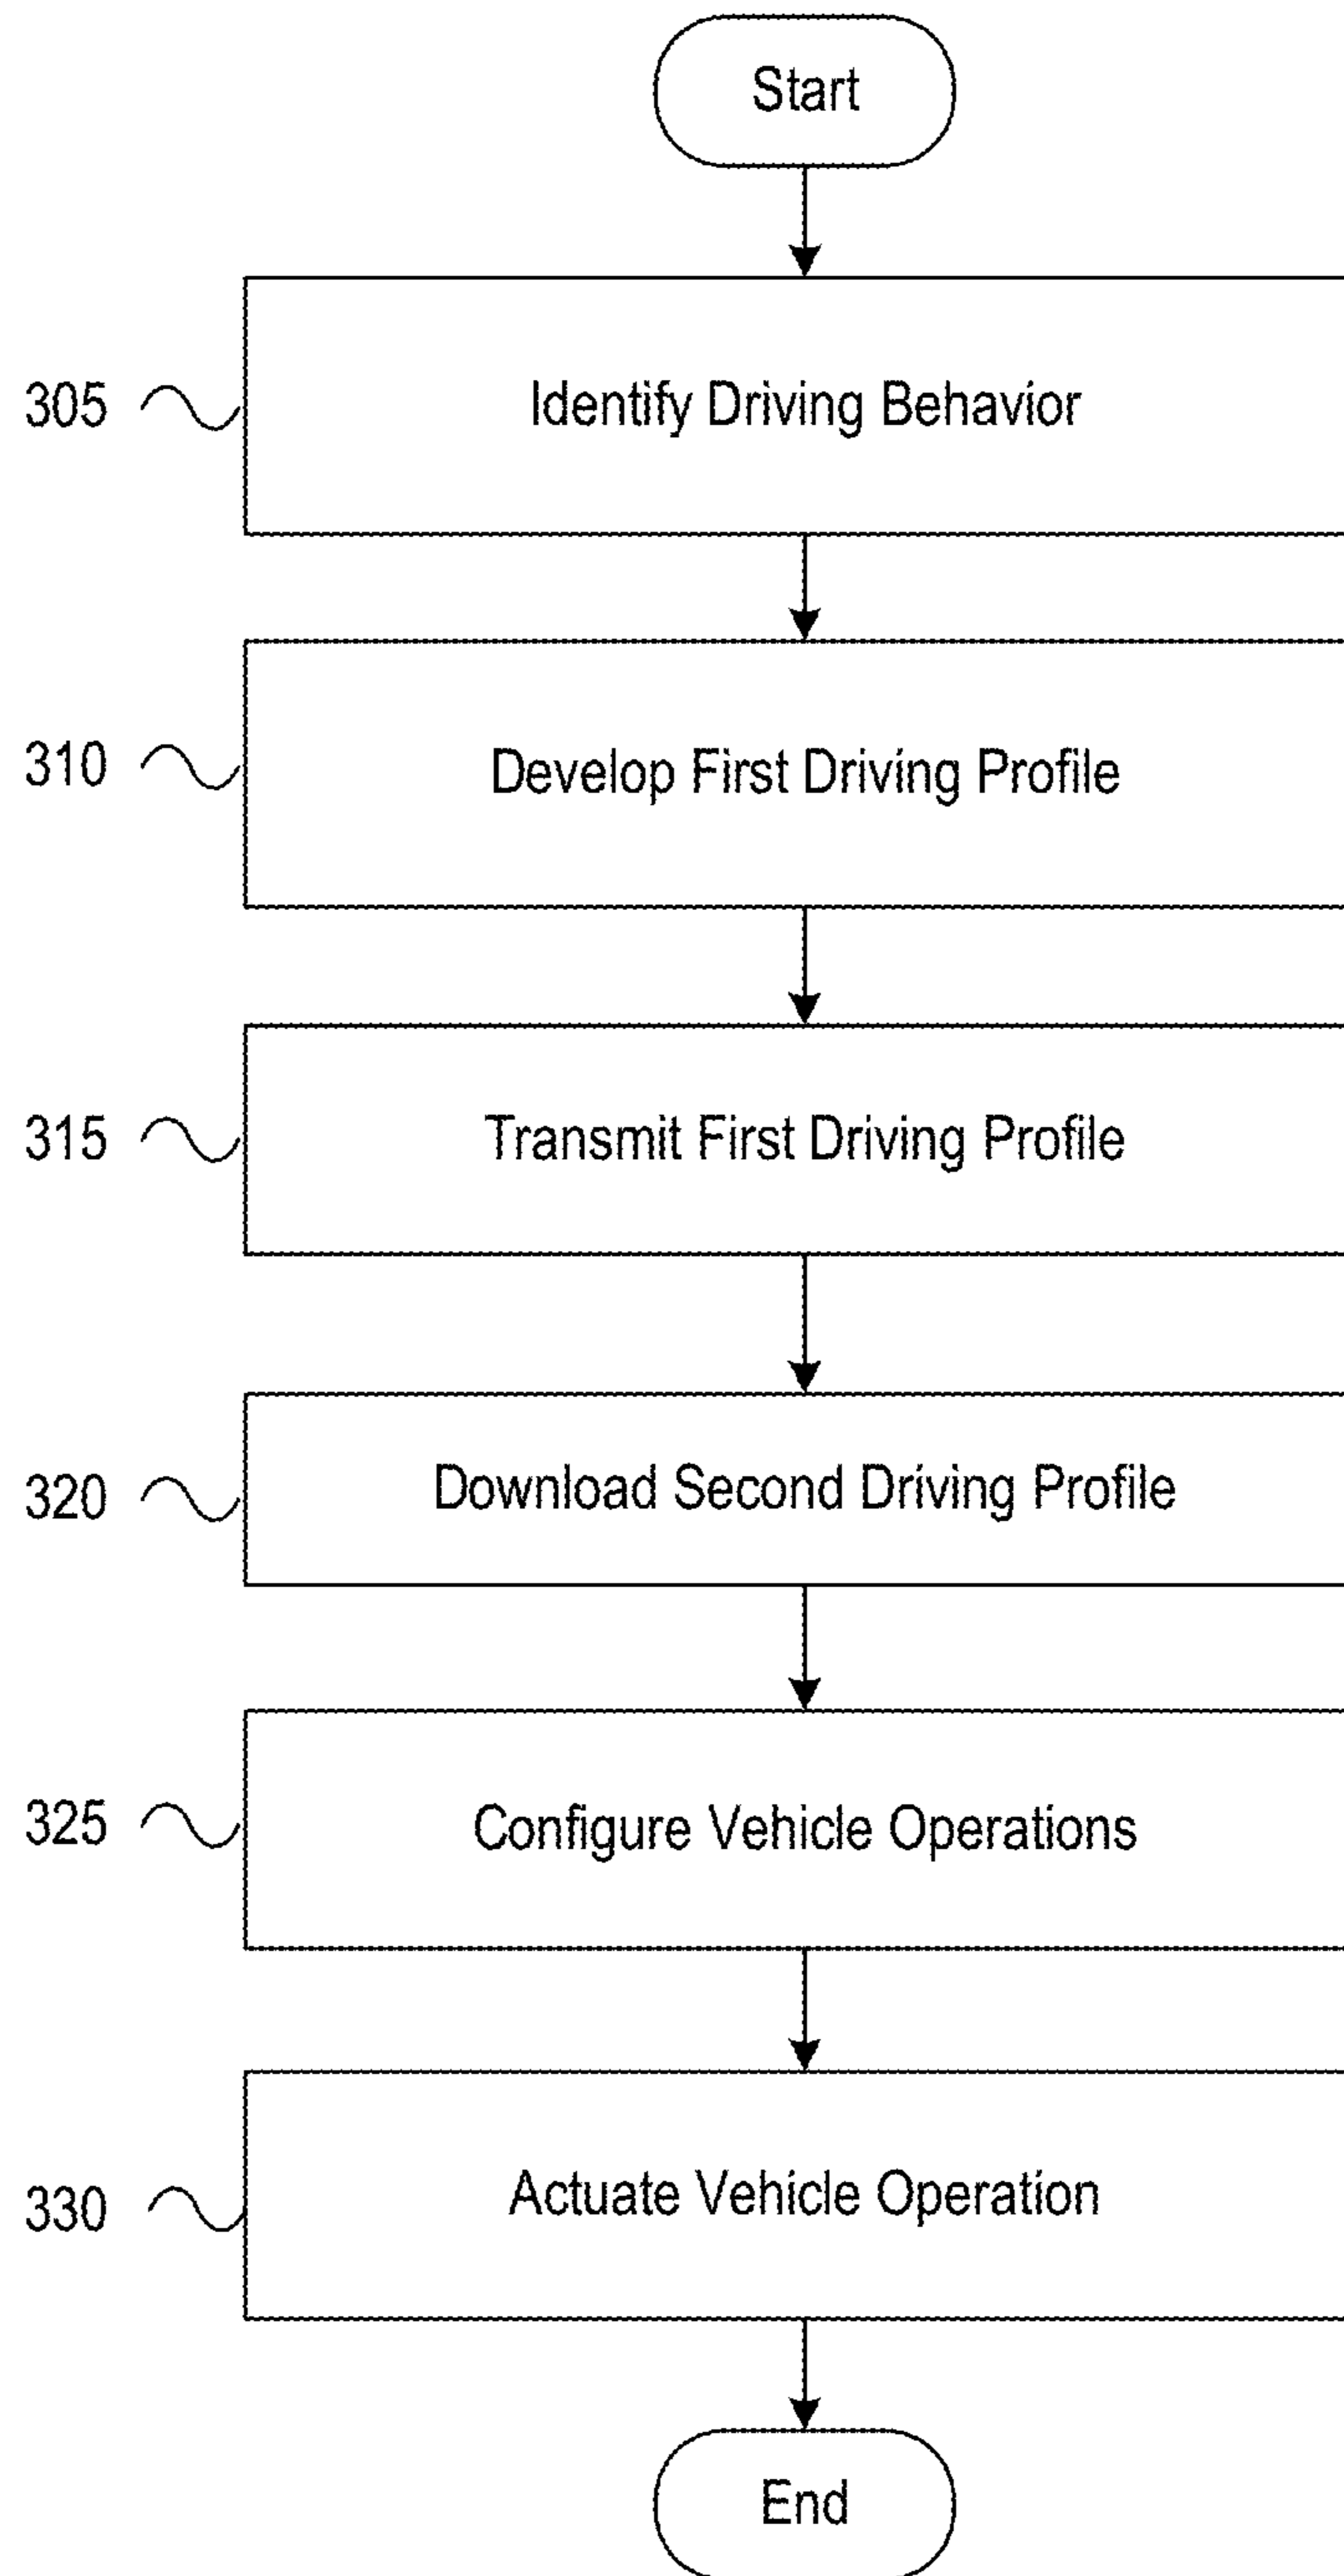 Start
305 Identify Driving Behavior
310 Develop First Driving Profile
315 Transmit First Driving Profile
320 Download Second Driving Profile
325 Configure Vehicle Operations
330 Actuate Vehicle Operation
End